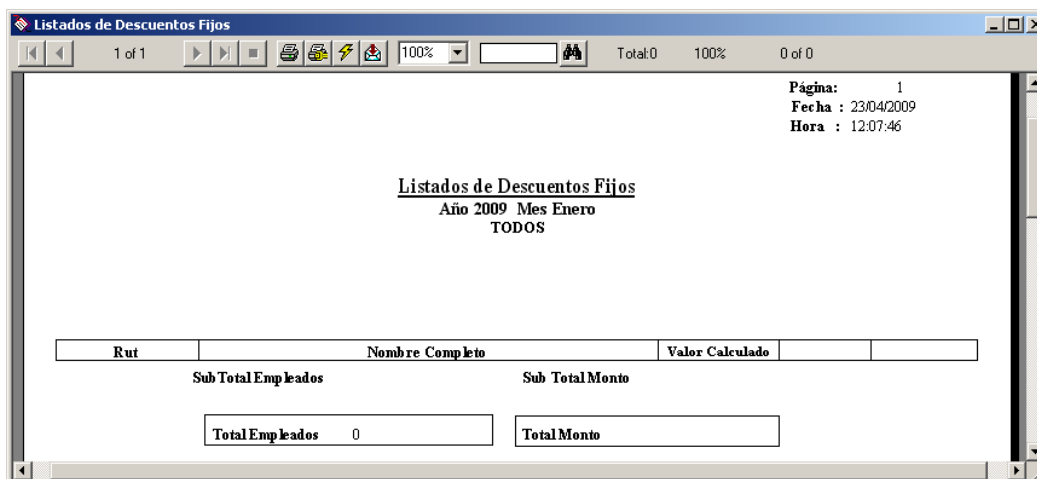 Listados de Descuentos Fijos
1 of 1 100% Total:0 100% 0 of 0
Página: 1
Fecha : 23/04/2009
Hora : 12:07:46
Listados de Descuentos Fijos
Año 2009 Mes Enero
TODOS
Rut Nombre Completo Valor Calculado
Sub Total Empleados Sub Total Monto
Total Empleados 0 Total Monto